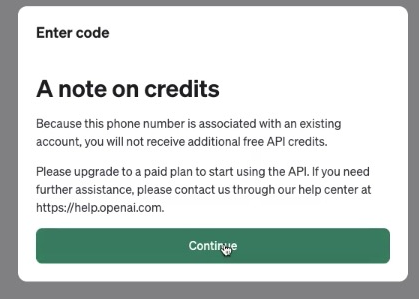 Enter code
A note on credits
Because this phone number is associated with an existing
account, you will not receive additional free API credits.
Please upgrade to a paid plan to start using the API. If you need
further assistance, please contact us through our help center at
https://help.openai.com.
Continue